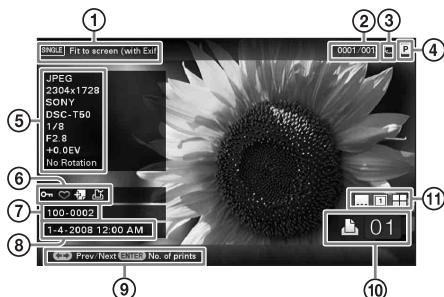 ① ② ③
SINGLE Fit to screen (with Exif 0001/001 P ④
JPEG
2304x1728
SONY
⑤ DSC-T50
1/8
F2.8
+0.0EV
No Rotation
⑥
⑦ 100-0002 1 ⑪
⑧ 1-4-2008 12:00 AM 01
Prev/Next ENTER No. of prints
⑨ ⑩